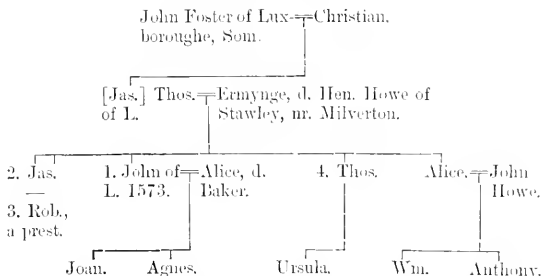 John Foster of Lux-═Christian.
boroughe, Som.
[Jas.] Thos.═Ermynge, d. Hen. Howe of
of L. Stawley, nr. Milverton.
2. Jas. 1. John of═Alice, d. 4. Thos. Alice.═John
— L. 1573. Baker. Howe.
3. Rob.,
a prest.
Joan. Agnes. Ursula. Wm. Anthony.